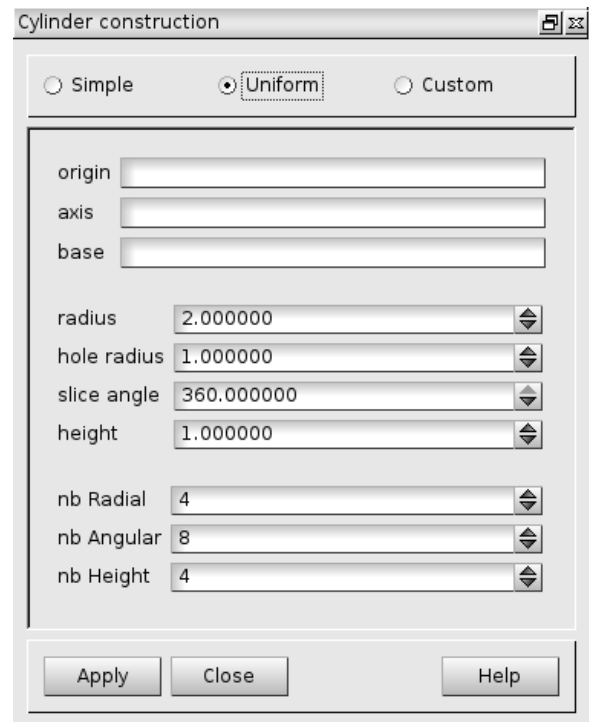 Cylinder construction
Simple Uniform Custom
origin
axis
base
radius 2.000000
hole radius 1.000000
slice angle 360.000000
height 1.000000
nb Radial 4
nb Angular 8
nb Height 4
Apply Close Help